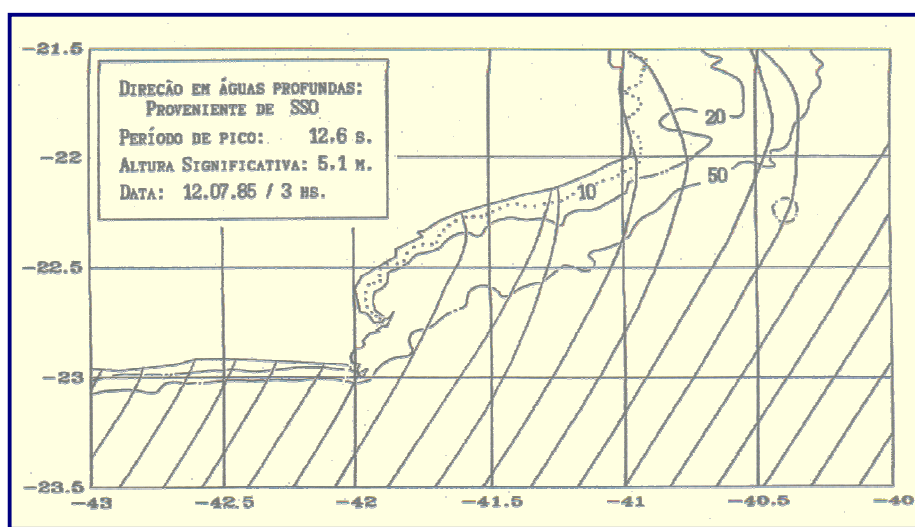 -21.5
DIREÇÃO EM ÁGUAS PROFUNDAS:
PROVENIENTE DE SSO
PERÍODO DE PICO: 12.6 S.
ALTURA SIGNIFICATIVA: 5.1 M.
DATA: 12.07.85 / 3 HS.
20
-22
50
10
-22.5
-23
-23.5
-43 -42.5 -42 -41.5 -41 -40.5 -40